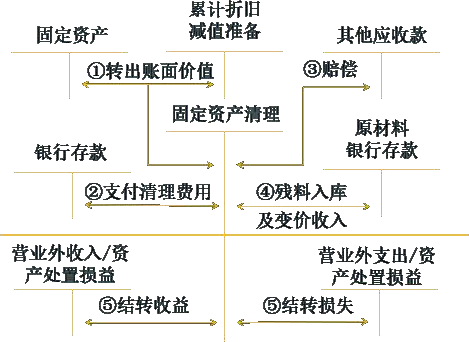 累计折旧
减值准备
固定资产
其他应收款
①转出账面价值
③赔偿
固定资产清理
银行存款
原材料
银行存款
②支付清理费用
④残料入库
及变价收入
营业外收入/资
产处置损益
营业外支出/资
产处置损益
⑤结转收益
⑤结转损失